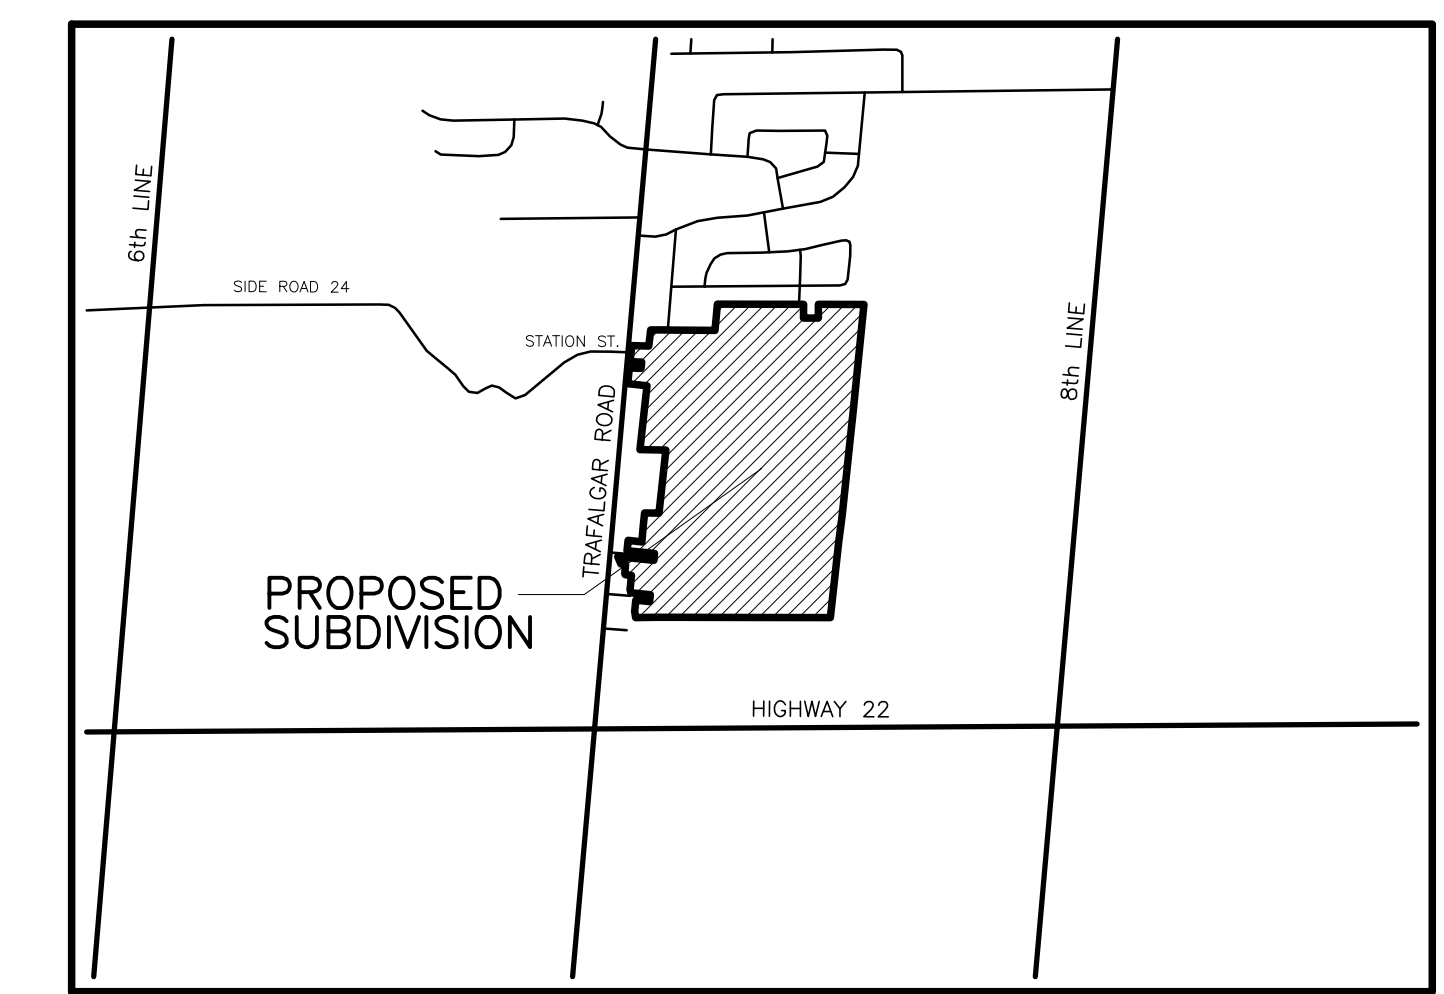 6th LINE
SIDE ROAD 24
STATION ST.
8th LINE
TRAFALGAR ROAD
PROPOSED
SUBDIVISION
HIGHWAY 22